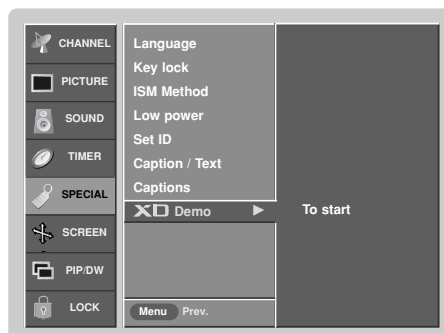 CHANNEL
PICTURE
SOUND
TIMER
SPECIAL
SCREEN
PIP/DW
LOCK
Language
Key lock
ISM Method
Low power
Set ID
Caption / Text
Captions
XD Demo ▶
To start
Menu Prev.